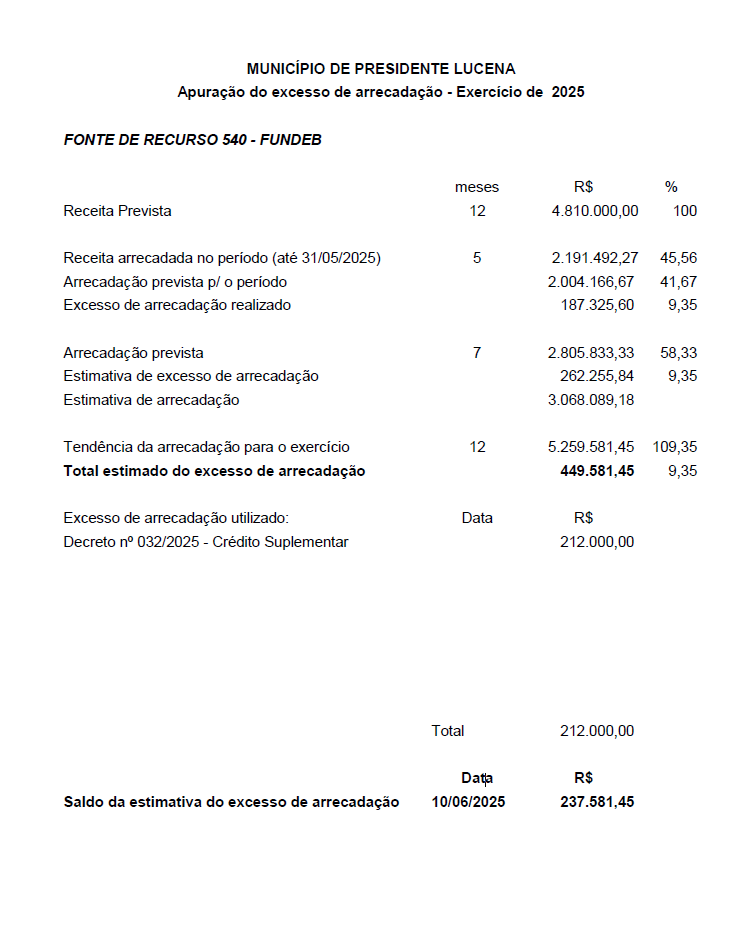 MUNICÍPIO DE PRESIDENTE LUCENA
Apuração do excesso de arrecadação - Exercício de 2025
FONTE DE RECURSO 540 - FUNDEB
meses R$ %
Receita Prevista 12 4.810.000,00 100
Receita arrecadada no período (até 31/05/2025) 5 2.191.492,27 45,56
Arrecadação prevista p/ o período 2.004.166,67 41,67
Excesso de arrecadação realizado 187.325,60 9,35
Arrecadação prevista 7 2.805.833,33 58,33
Estimativa de excesso de arrecadação 262.255,84 9,35
Estimativa de arrecadação 3.068.089,18
Tendência da arrecadação para o exercício 12 5.259.581,45 109,35
Total estimado do excesso de arrecadação 449.581,45 9,35
Excesso de arrecadação utilizado: Data R$
Decreto nº 032/2025 - Crédito Suplementar 212.000,00
Total 212.000,00
Data R$
Saldo da estimativa do excesso de arrecadação 10/06/2025 237.581,45